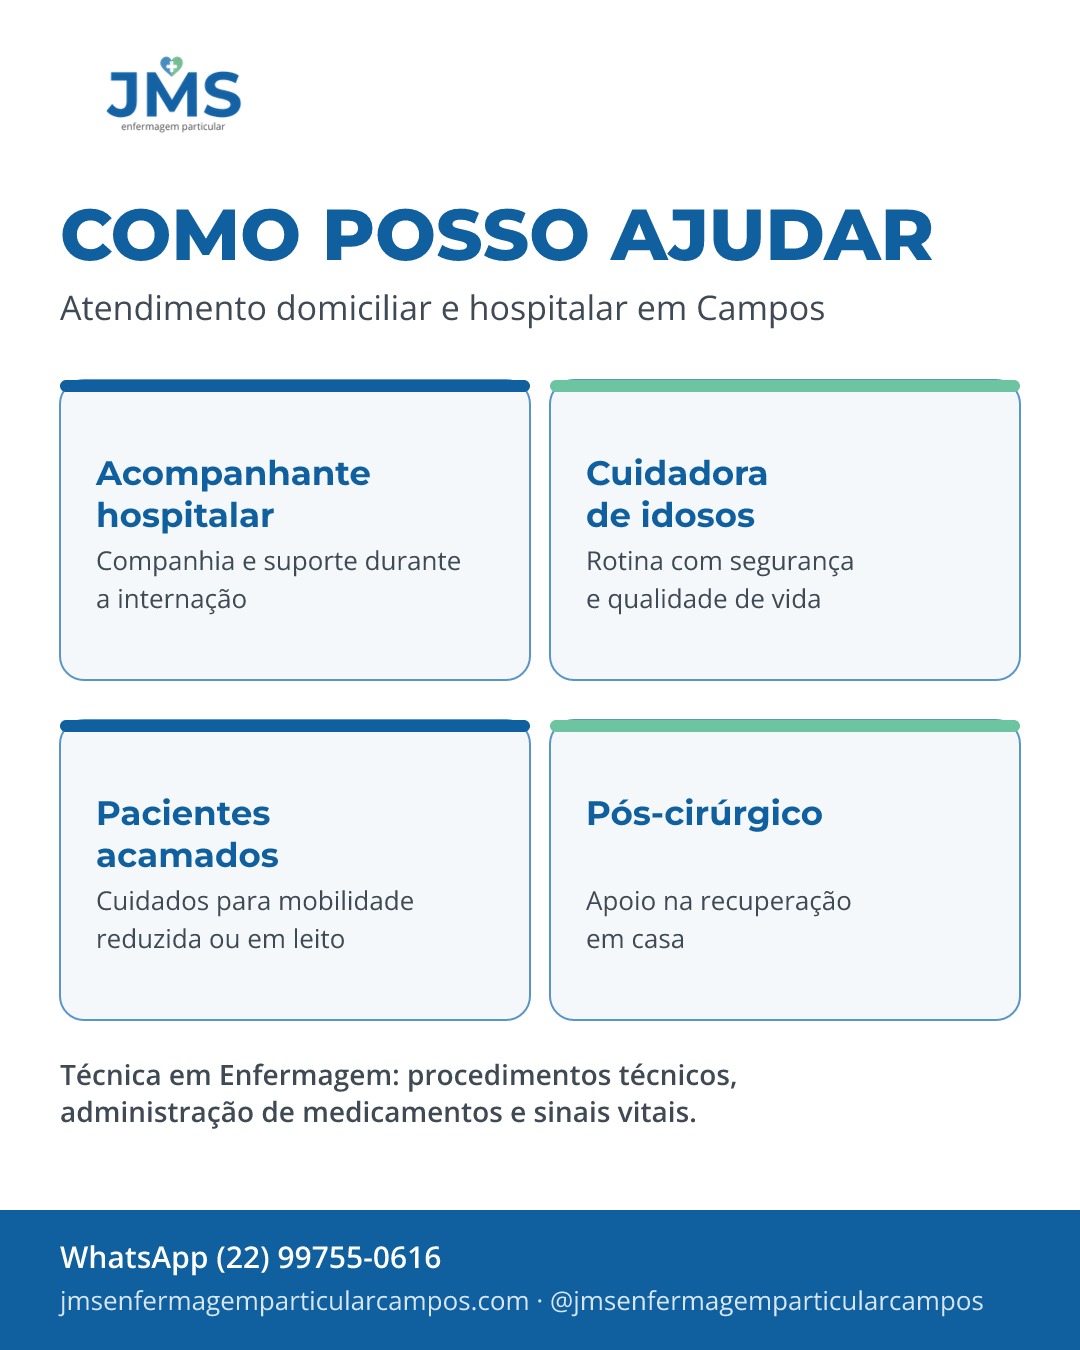 JMS
enfermagem particular
COMO POSSO AJUDAR
Atendimento domiciliar e hospitalar em Campos
Acompanhante
hospitalar
Companhia e suporte durante
a internação
Cuidadora
de idosos
Rotina com segurança
e qualidade de vida
Pacientes
acamados
Cuidados para mobilidade
reduzida ou em leito
Pós-cirúrgico
Apoio na recuperação
em casa
Técnica em Enfermagem: procedimentos técnicos,
administração de medicamentos e sinais vitais.
WhatsApp (22) 99755-0616
jmsenfermagemparticularcampos.com · @jmsenfermagemparticularcampos